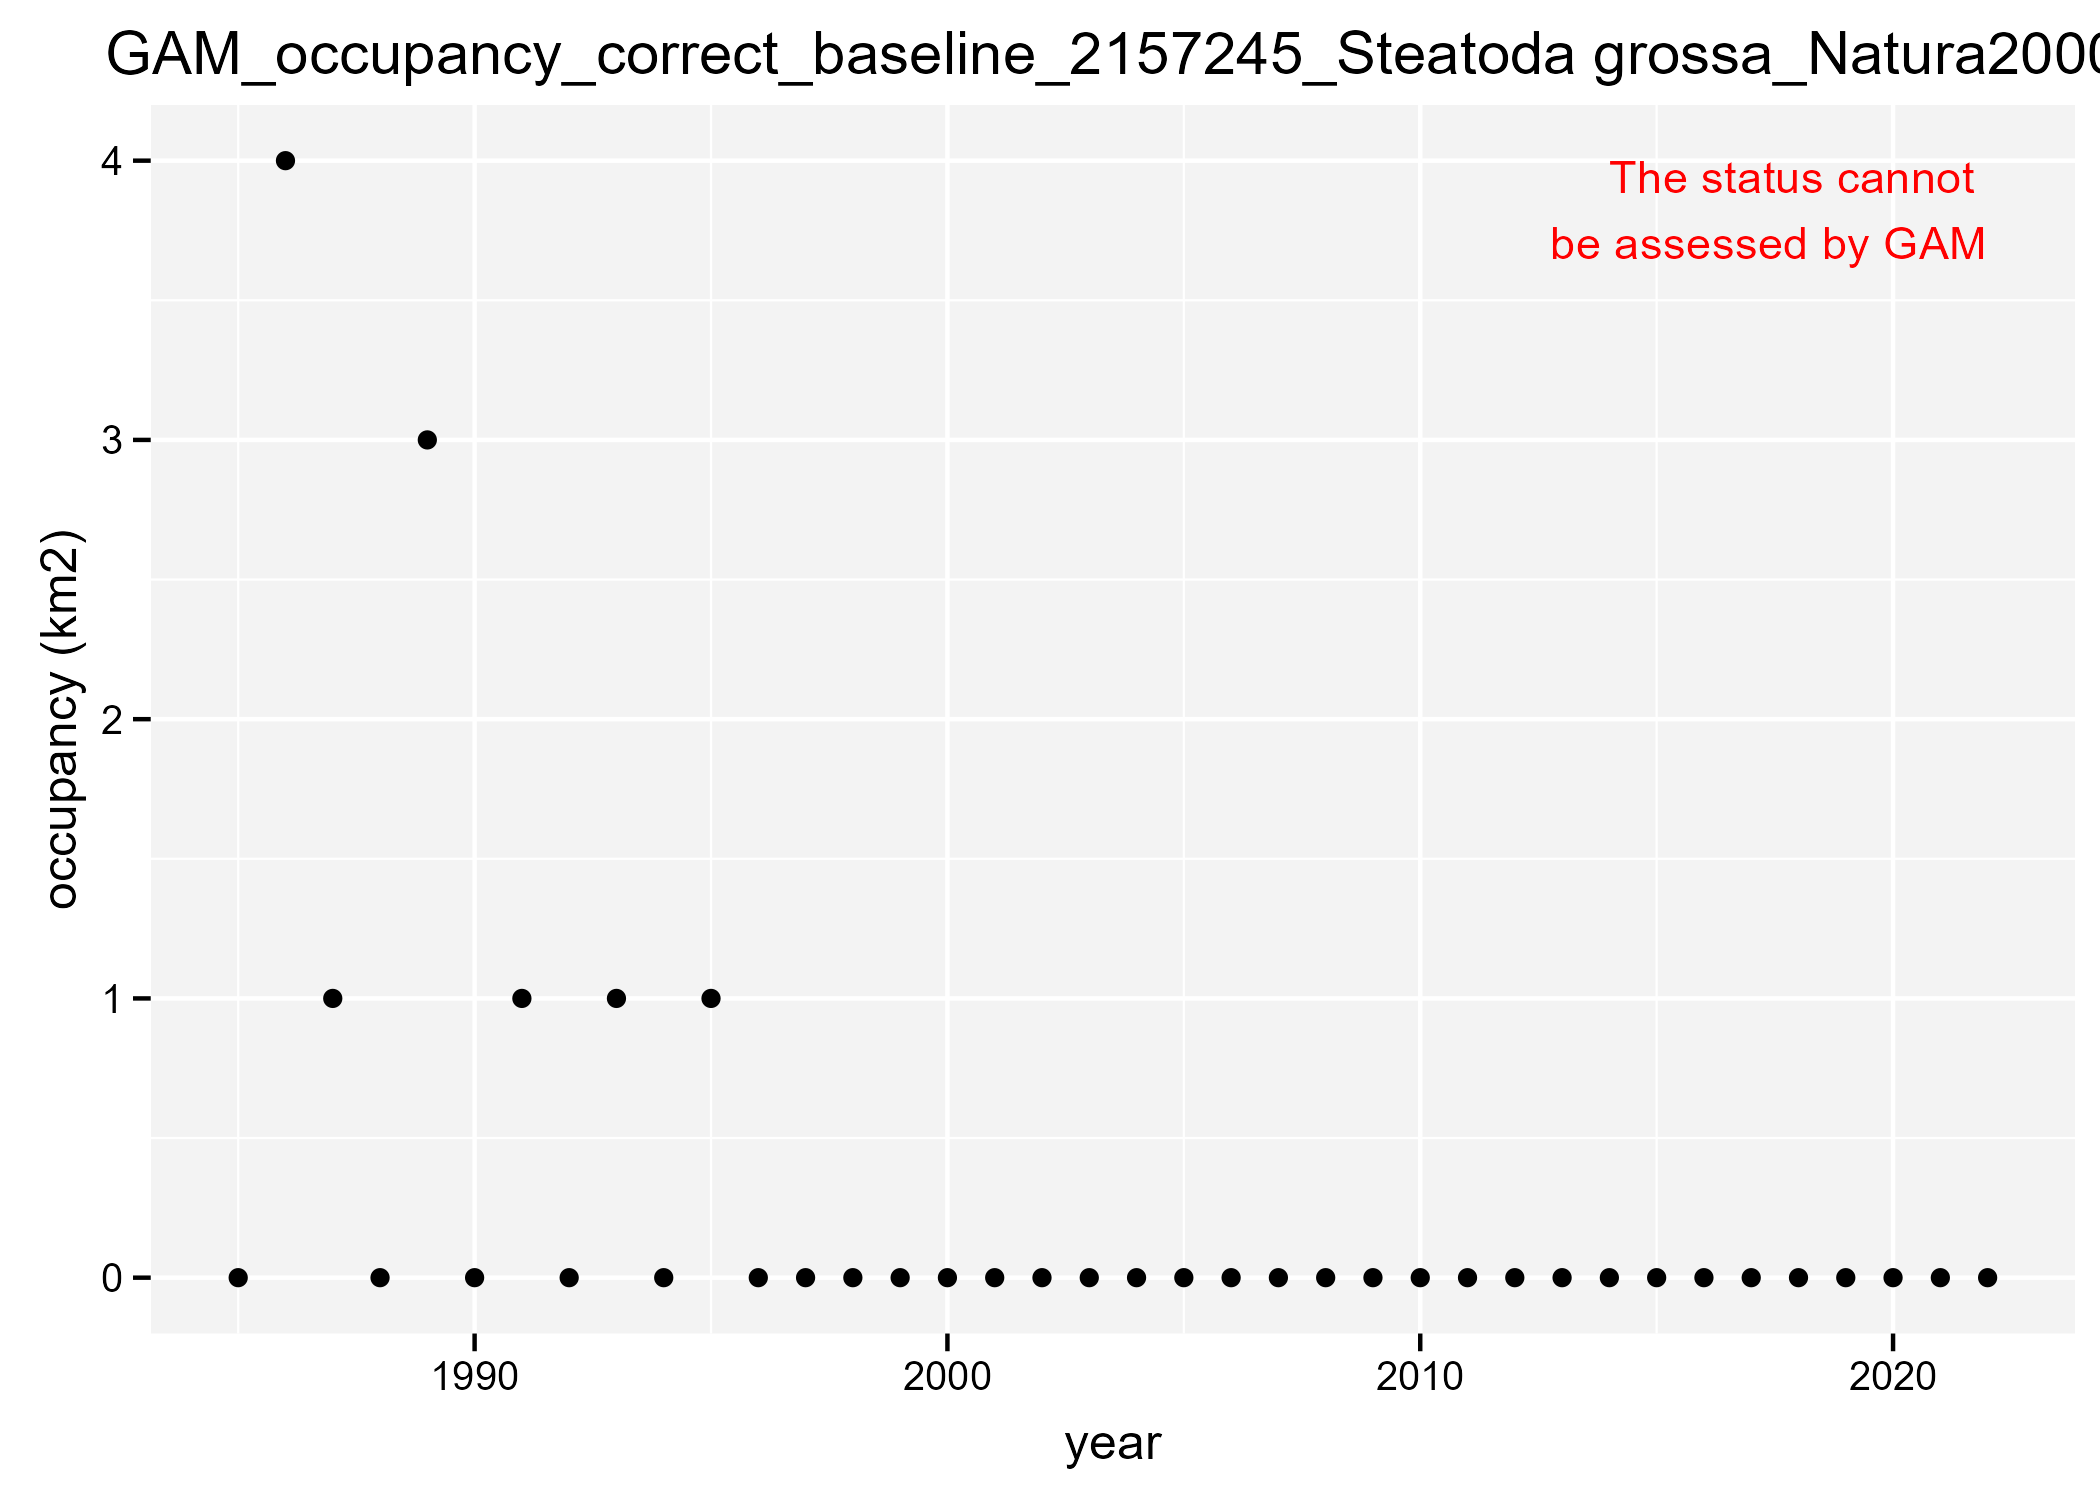 GAM_occupancy_correct_baseline_2157245_Steatoda grossa_Natura2000
The status cannot
be assessed by GAM
4
3
2
1
0
occupancy (km2)
1990 2000 2010 2020
year